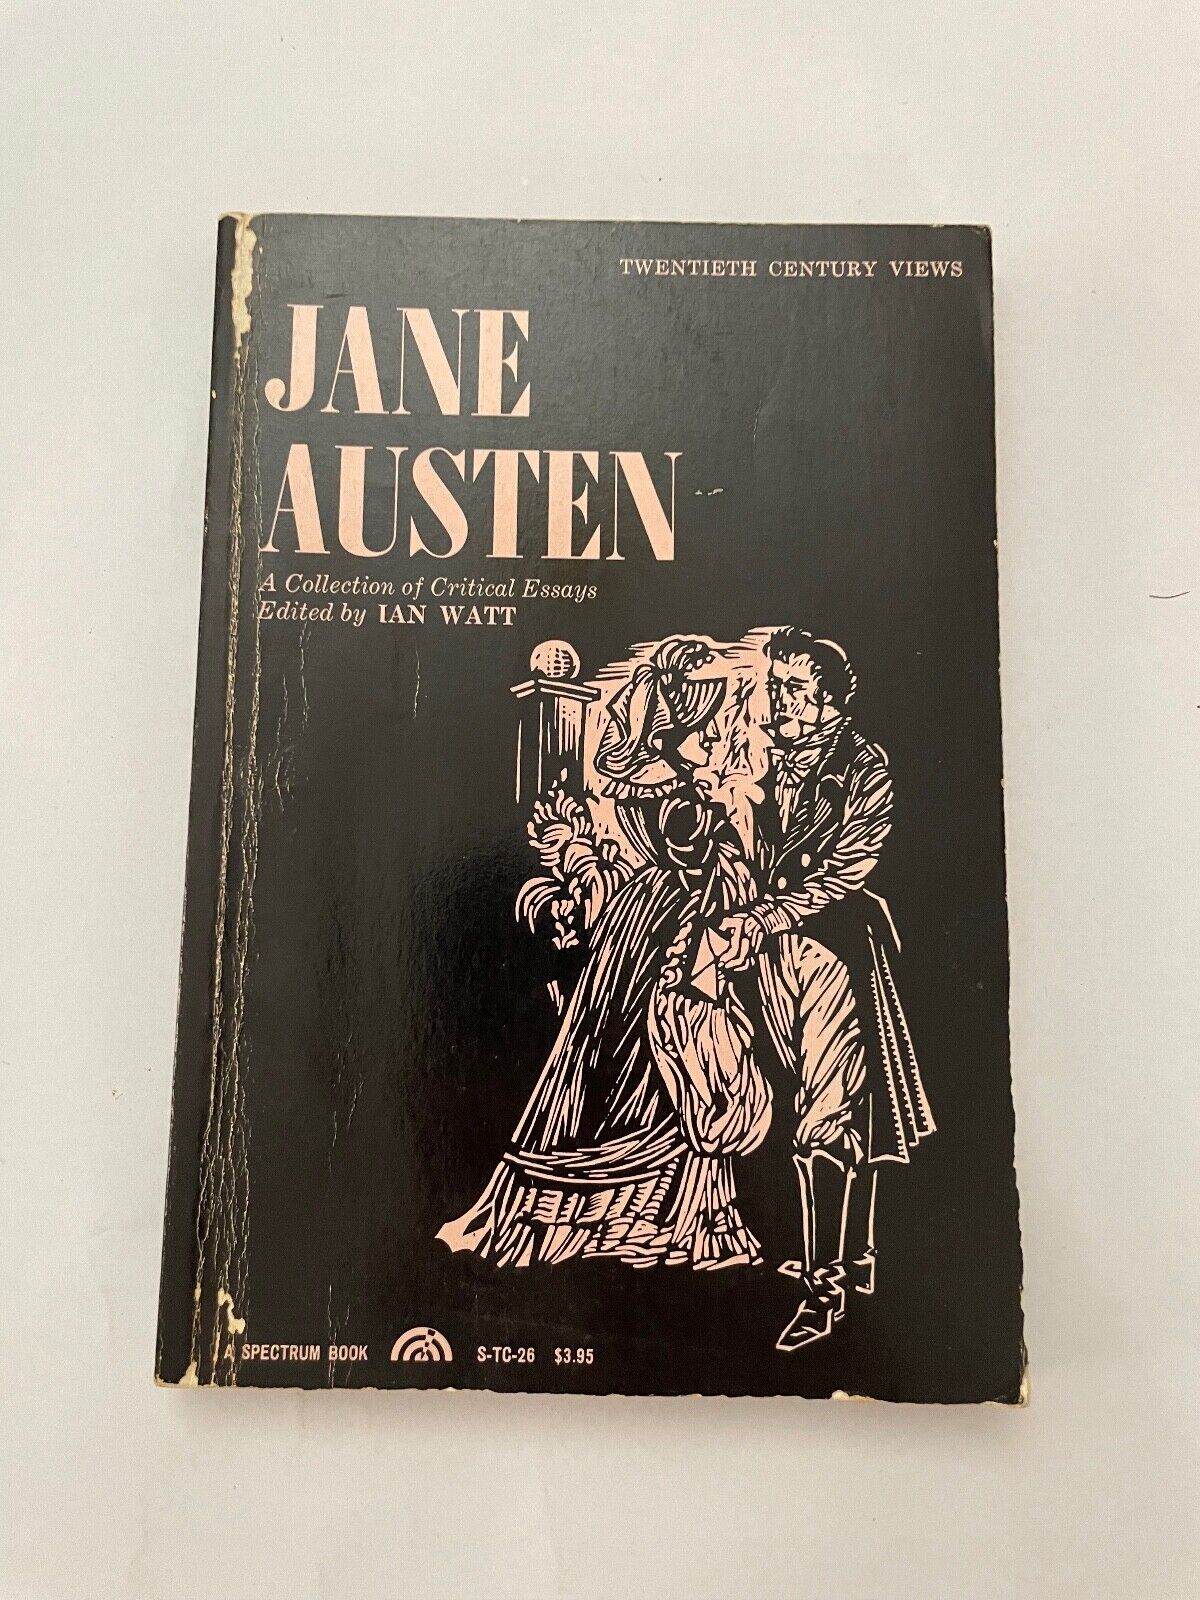 TWENTIETH CENTURY VIEWS
JANE
AUSTEN
A Collection of Critical Essays
Edited by IAN WATT
A SPECTRUM BOOK S-TC-26 $3.95